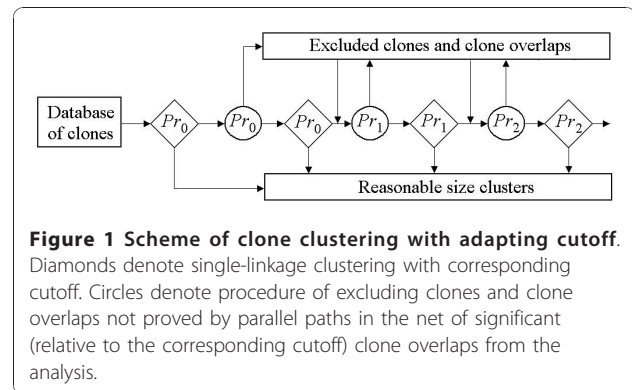 Excluded clones and clone overlaps
Database
of clones
Pr0
Pr0
Pr0
Pr1
Pr1
Pr2
Pr2
Reasonable size clusters
Figure 1 Scheme of clone clustering with adapting cutoff.
Diamonds denote single-linkage clustering with corresponding
cutoff. Circles denote procedure of excluding clones and clone
overlaps not proved by parallel paths in the net of significant
(relative to the corresponding cutoff) clone overlaps from the
analysis.